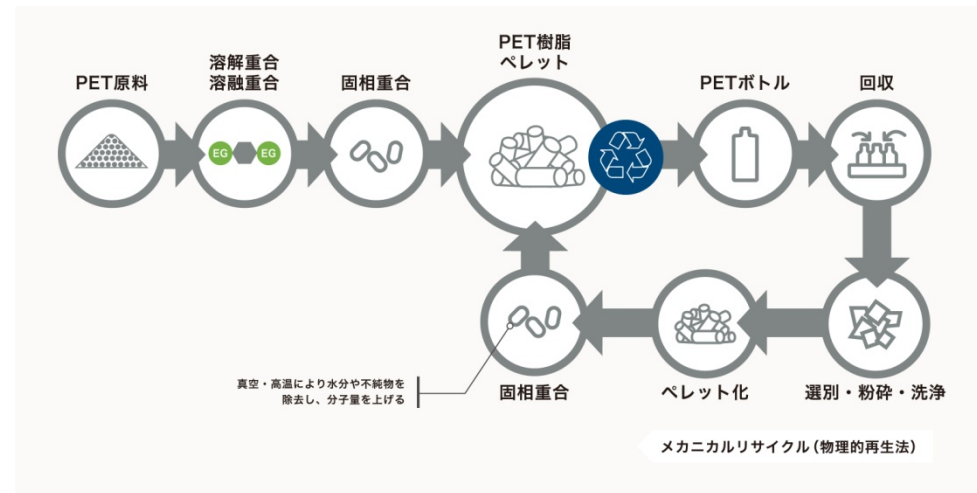 PET原料
溶解重合
溶融重合
固相重合
PET樹脂
ペレット
PETボトル
回収
EG
EG
固相重合
ペレット化
選別・粉砕・洗浄
真空・高温により水分や不純物を
除去し、分子量を上げる
メカニカルリサイクル(物理的再生法)